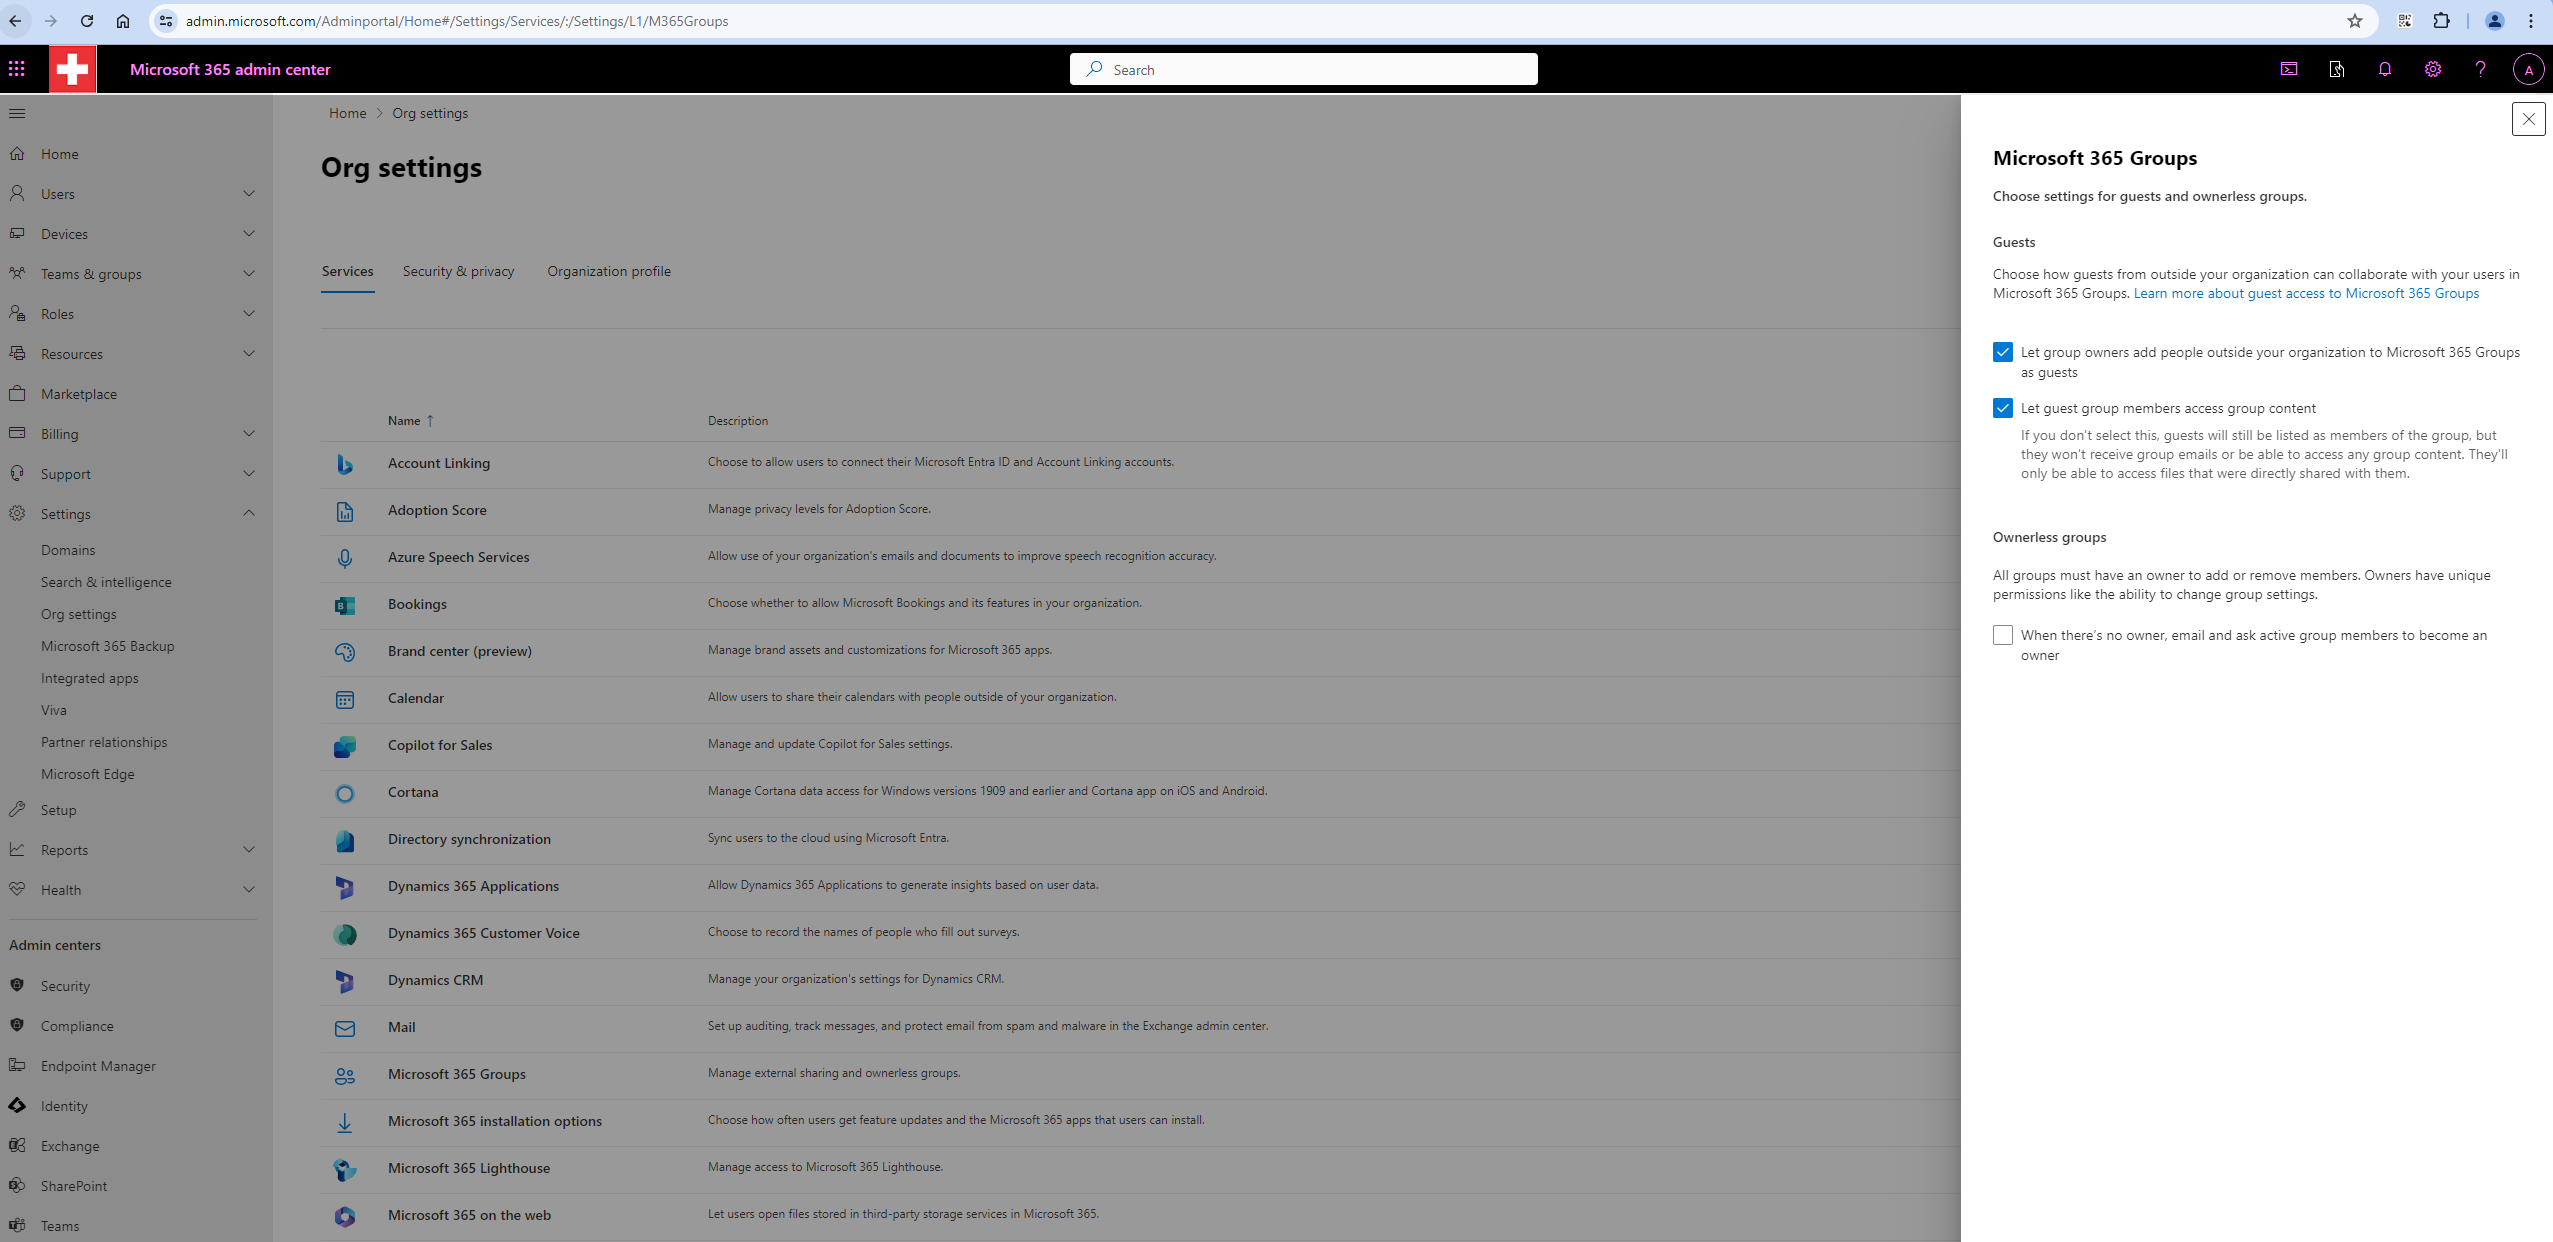 admin.microsoft.com/Adminportal/Home#/Settings/Services/:/Settings/L1/M365Groups
Microsoft 365 admin center
Search
A
Home
Users
Devices
Teams & groups
Roles
Resources
Marketplace
Billing
Support
Settings
Domains
Search & intelligence
Org settings
Microsoft 365 Backup
Integrated apps
Viva
Partner relationships
Microsoft Edge
Setup
Reports
Health
Admin centers
Security
Compliance
Endpoint Manager
Identity
Exchange
SharePoint
Teams
Home > Org settings
Org settings
Services Security & privacy Organization profile
Name ↑ Description
Account Linking Choose to allow users to connect their Microsoft Entra ID and Account Linking accounts.
Adoption Score Manage privacy levels for Adoption Score.
Azure Speech Services Allow use of your organization's emails and documents to improve speech recognition accuracy.
Bookings Choose whether to allow Microsoft Bookings and its features in your organization.
Brand center (preview) Manage brand assets and customizations for Microsoft 365 apps.
Calendar Allow users to share their calendars with people outside of your organization.
Copilot for Sales Manage and update Copilot for Sales settings.
Cortana Manage Cortana data access for Windows versions 1909 and earlier and Cortana app on iOS and Android.
Directory synchronization Sync users to the cloud using Microsoft Entra.
Dynamics 365 Applications Allow Dynamics 365 Applications to generate insights based on user data.
Dynamics 365 Customer Voice Choose to record the names of people who fill out surveys.
Dynamics CRM Manage your organization's settings for Dynamics CRM.
Mail Set up auditing, track messages, and protect email from spam and malware in the Exchange admin center.
Microsoft 365 Groups Manage external sharing and ownerless groups.
Microsoft 365 installation options Choose how often users get feature updates and the Microsoft 365 apps that users can install.
Microsoft 365 Lighthouse Manage access to Microsoft 365 Lighthouse.
Microsoft 365 on the web Let users open files stored in third-party storage services in Microsoft 365.
Microsoft 365 Groups
Choose settings for guests and ownerless groups.
Guests
Choose how guests from outside your organization can collaborate with your users in
Microsoft 365 Groups. Learn more about guest access to Microsoft 365 Groups
Let group owners add people outside your organization to Microsoft 365 Groups
as guests
Let guest group members access group content
If you don't select this, guests will still be listed as members of the group, but
they won't receive group emails or be able to access any group content. They'll
only be able to access files that were directly shared with them.
Ownerless groups
All groups must have an owner to add or remove members. Owners have unique
permissions like the ability to change group settings.
When there's no owner, email and ask active group members to become an
owner